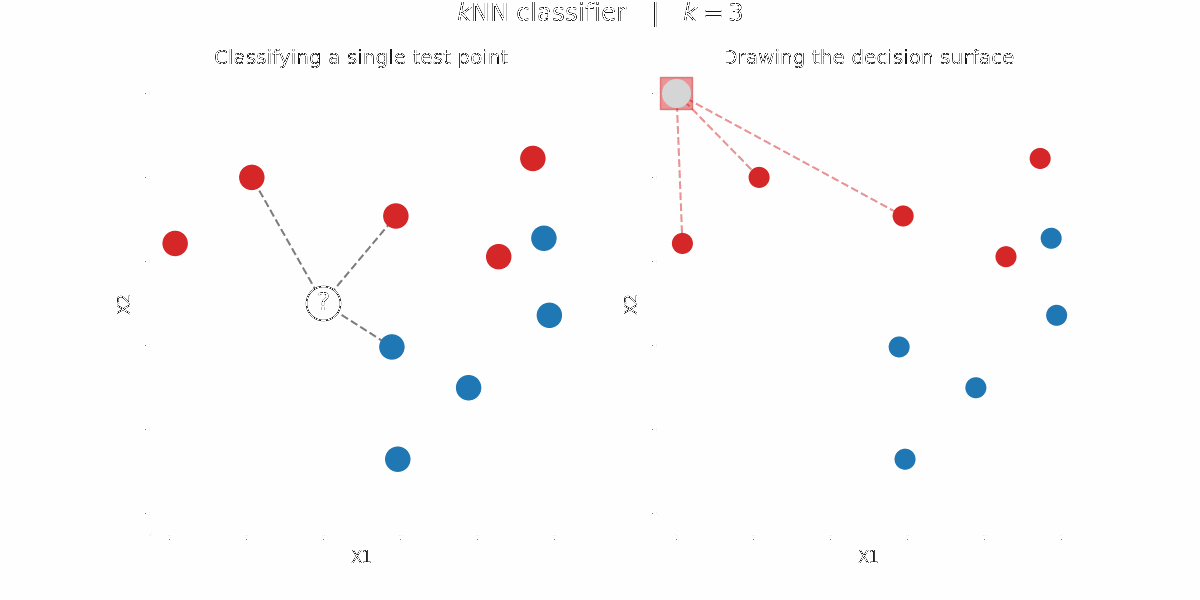 kNN classifier | k = 3
Classifying a single test point
Drawing the decision surface
?
X2
X2
X1
X1